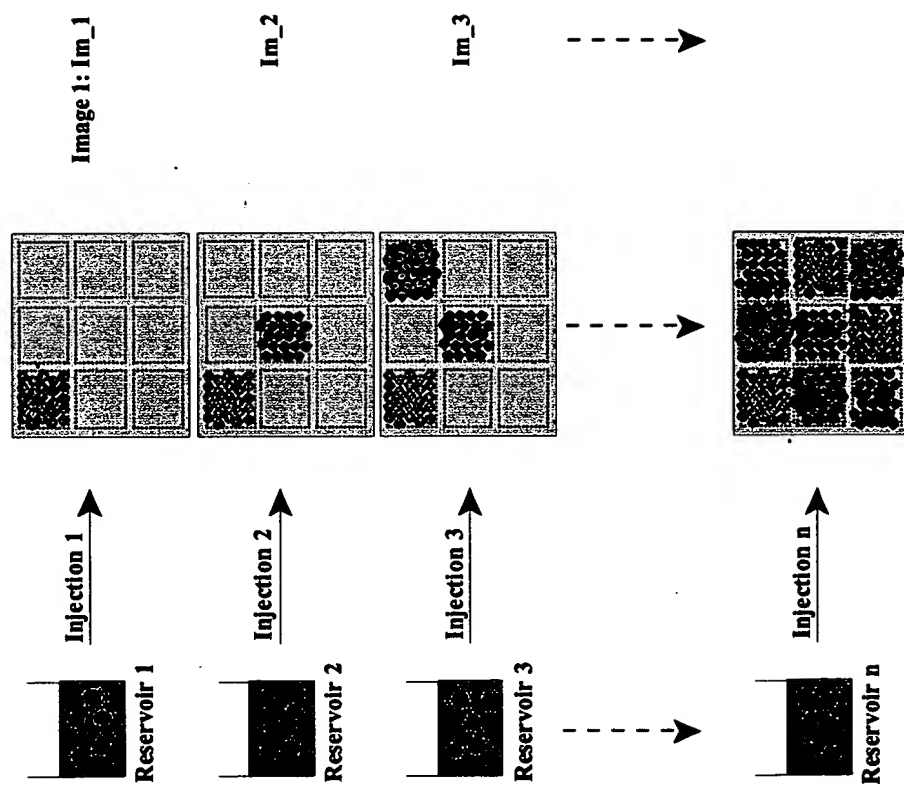 Reservoir 1
Injection 1
Image 1: Im_1
Reservoir 2
Injection 2
Im_2
Reservoir 3
Injection 3
Im_3
Reservoir n
Injection n